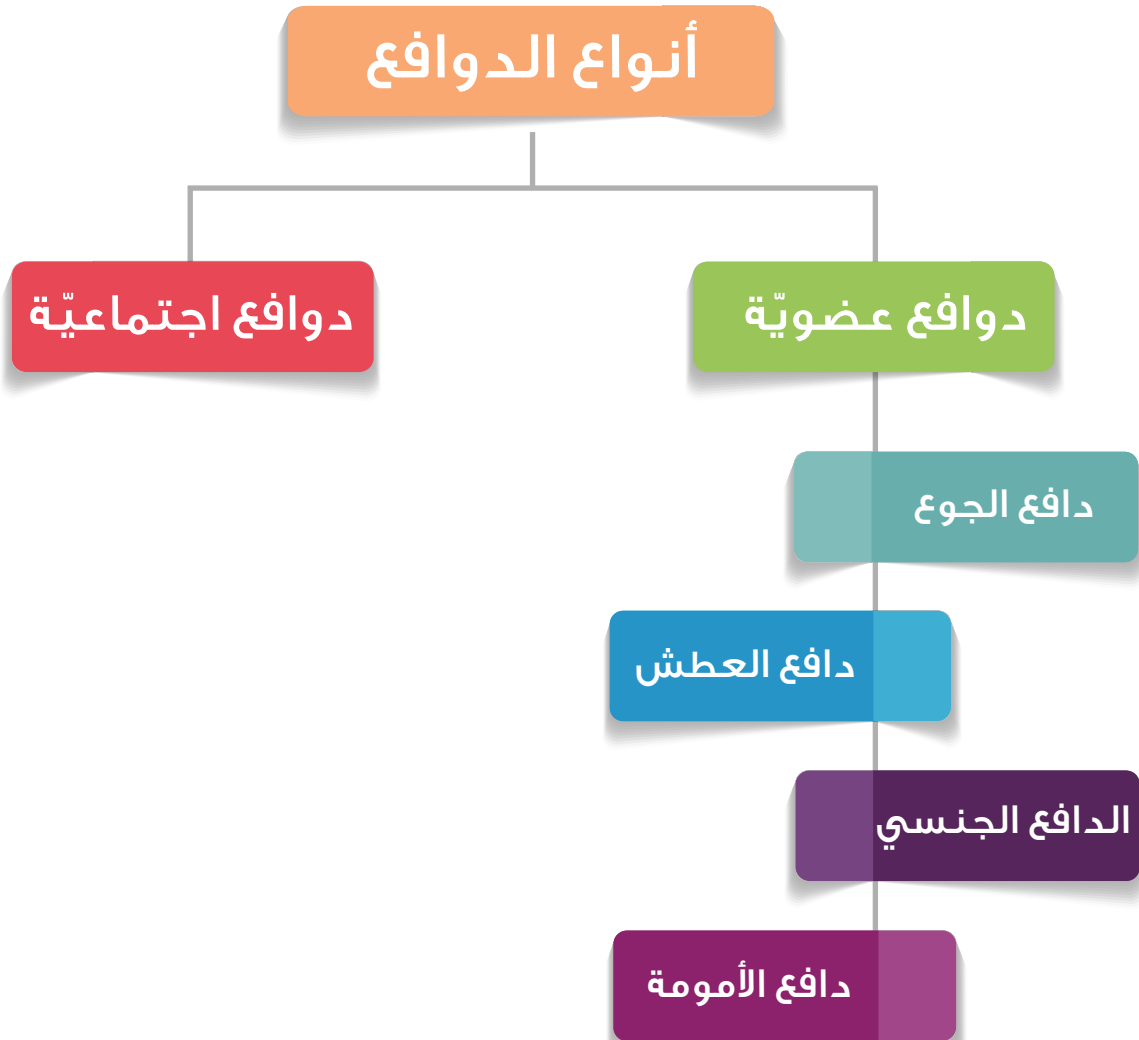 أنواع الدوافع
دوافع عضويّة
دوافع اجتماعيّة
دافع الجوع
دافع العطش
الدافع الجنسي
دافع الأمومة